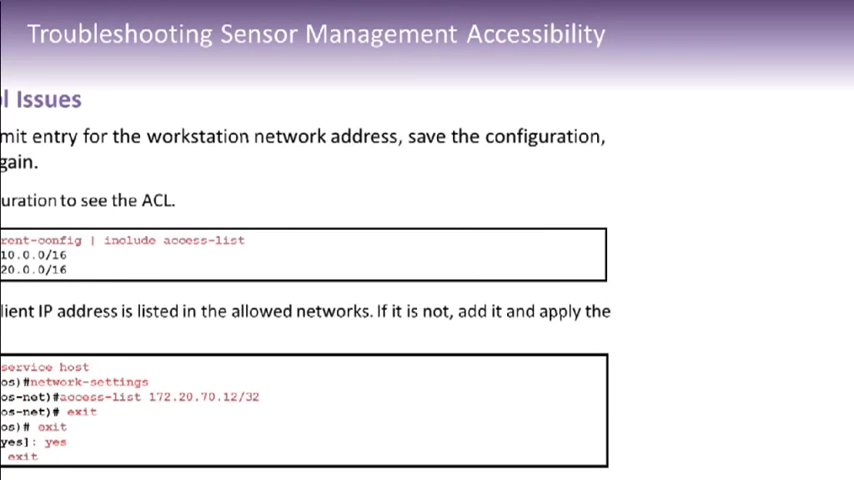 Troubleshooting Sensor Management Accessibility
l Issues
mit entry for the workstation network address, save the configuration,
gain.
uration to see the ACL.
rent-config | include access-list
10.0.0/16
20.0.0/16
lient IP address is listed in the allowed networks. If it is not, add it and apply the
service host
os)#network-settings
os-net)#access-list 172.20.70.12/32
os-net)# exit
os)# exit
yes]: yes
exit